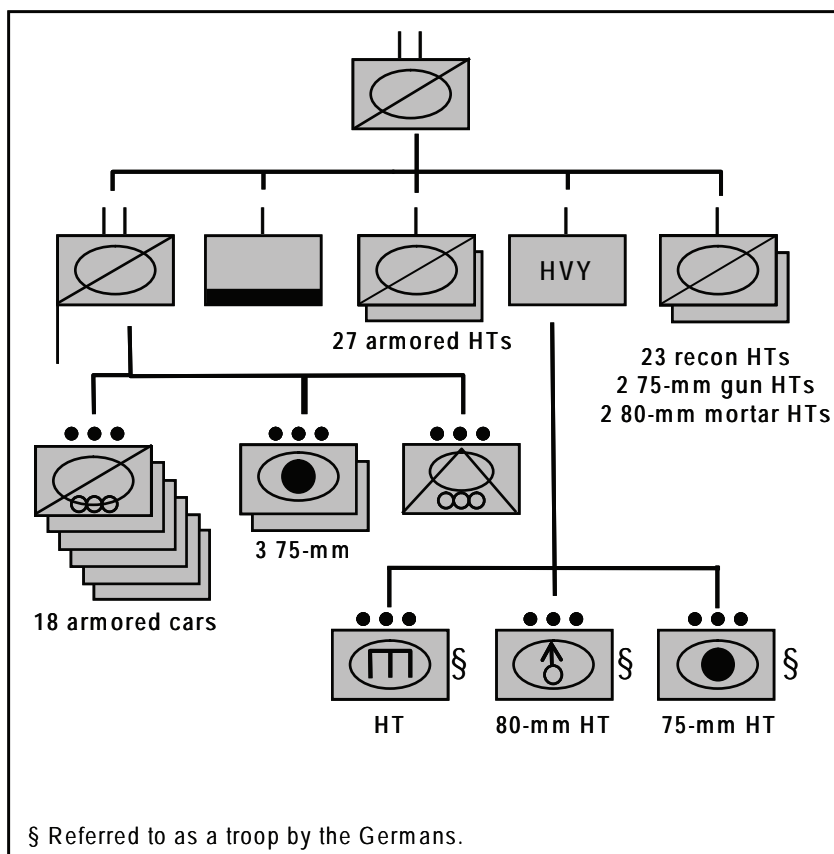 HVY
27 armored HTs
23 recon HTs
2 75-mm gun HTs
2 80-mm mortar HTs
3 75-mm
18 armored cars
§
§
§
HT
80-mm HT
75-mm HT
§ Referred to as a troop by the Germans.